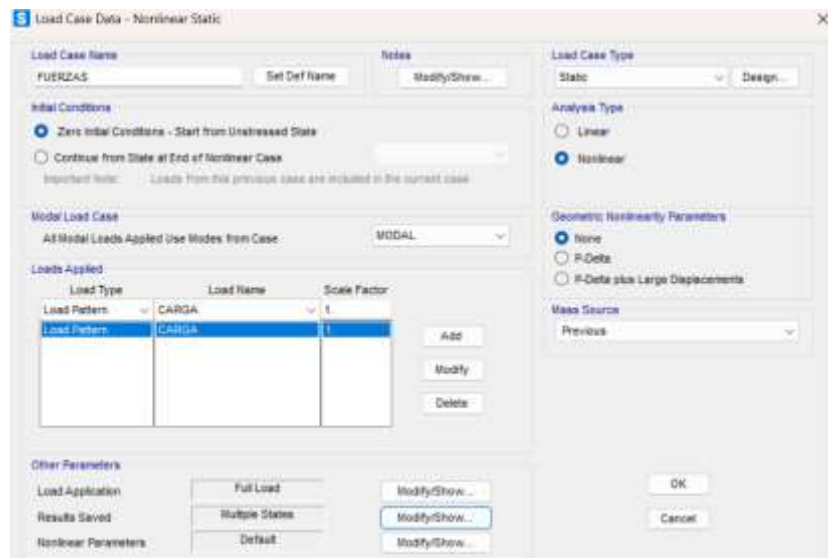 Load Case Data - Nonlinear Static
Load Case Name
FUERZAS
Set Def Name
Notes
Modify/Show...
Load Case Type
Static
Design...
Initial Conditions
Zero Initial Conditions - Start from Unstressed State
Continue from State at End of Nonlinear Case
Important Note: Loads from this previous case are included in the current case
Analysis Type
Linear
Nonlinear
Modal Load Case
All Modal Loads Applied Use Modes from Case
MODAL
Geometric Nonlinearity Parameters
None
P-Delta
P-Delta plus Large Displacements
Loads Applied
Load Type Load Name Scale Factor
Load Pattern CARGA 1.
Load Pattern CARGA 1.
Add
Modify
Delete
Mass Source
Previous
Other Parameters
Load Application Full Load Modify/Show...
Results Saved Multiple States Modify/Show...
Nonlinear Parameters Default Modify/Show...
OK
Cancel